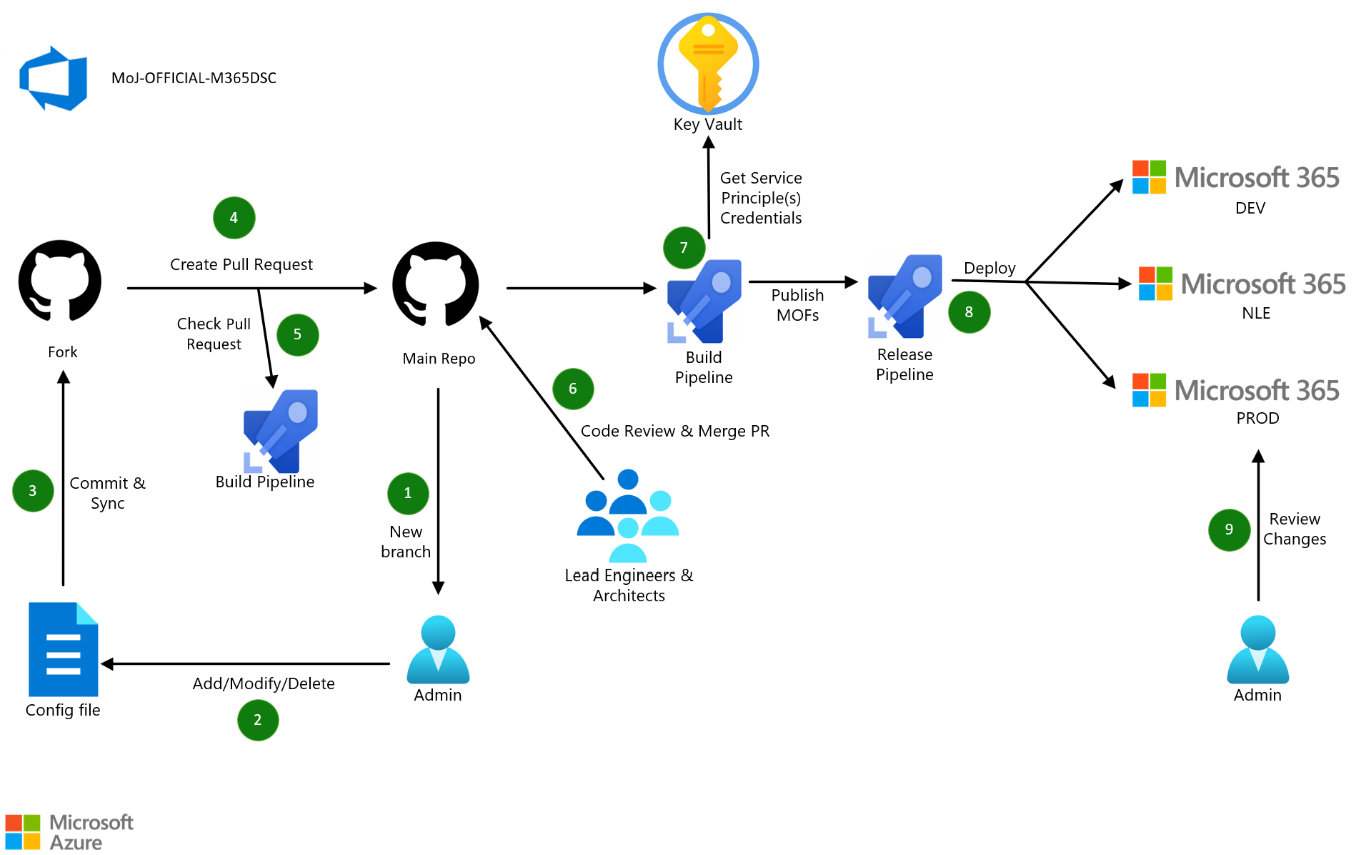 MoJ-OFFICIAL-M365DSC
Key Vault
Get Service
Principle(s)
Credentials
Microsoft 365
DEV
4
Create Pull Request
7
Check Pull
Request
5
Fork
Main Repo
Build
Pipeline
Publish
MOFs
Release
Pipeline
Deploy
8
Microsoft 365
NLE
Microsoft 365
PROD
6
Code Review & Merge PR
Build Pipeline
3
Commit &
Sync
1
New
branch
Lead Engineers &
Architects
9
Review
Changes
Config file
Add/Modify/Delete
2
Admin
Admin
Microsoft
Azure